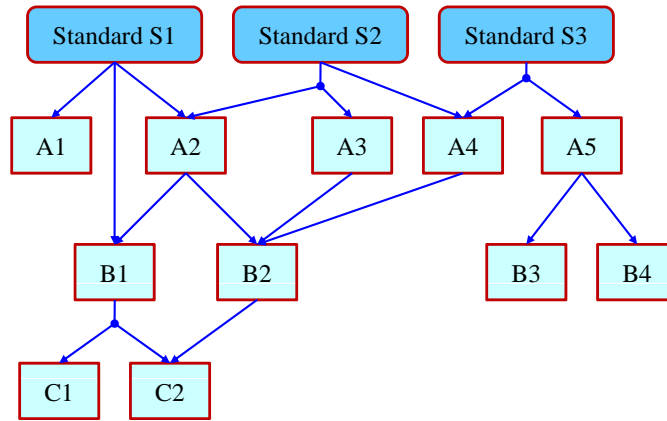 Standard S1
Standard S2
Standard S3
A1
A2
A3
A4
A5
B1
B2
B3
B4
C1
C2